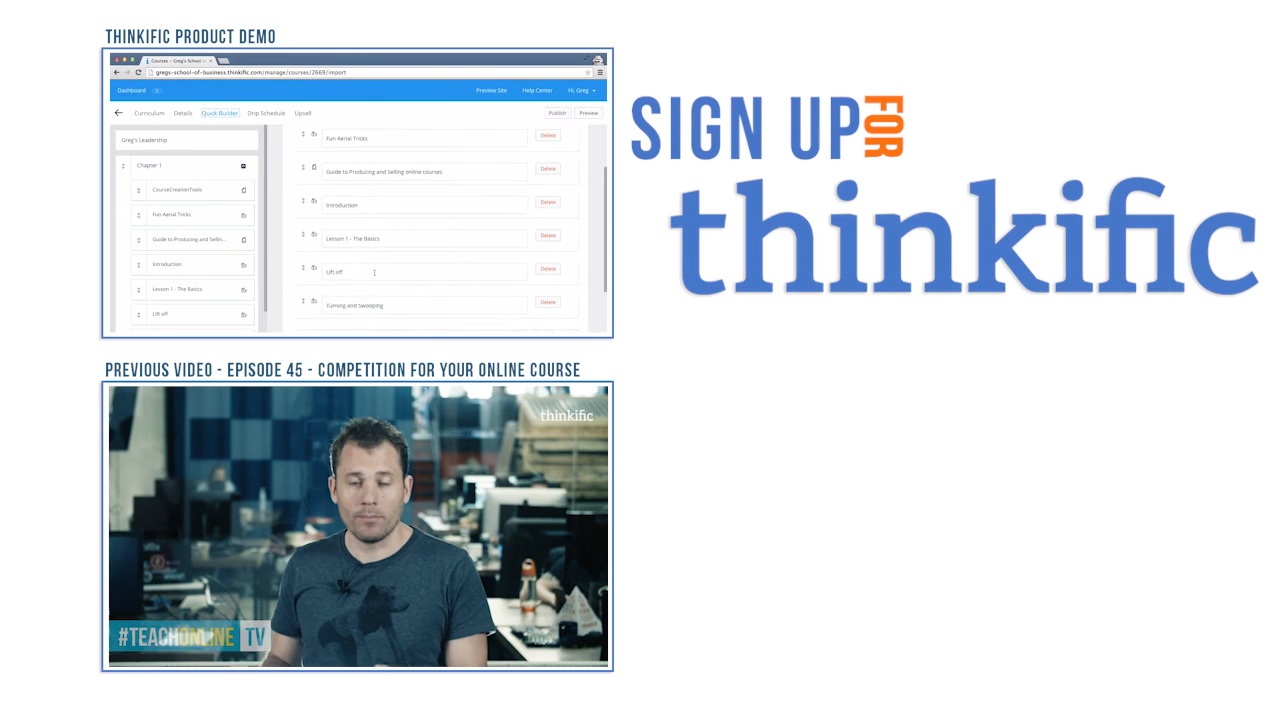 THINKIFIC PRODUCT DEMO
Courses - Greg's School o
gregs-school-of-business.thinkific.com/manage/courses/2669/import
Dashboard
Preview Site
Help Center
Hi, Greg
Curriculum
Details
Quick Builder
Drip Schedule
Upsell
Publish
Preview
Greg's Leadership
Chapter 1
CourseCreationTools
Fun Aerial Tricks
Guide to Producing and Sellin...
Introduction
Lesson 1 - The Basics
Lift off
Fun Aerial Tricks
Delete
Guide to Producing and Selling online courses
Delete
Introduction
Delete
Lesson 1 - The Basics
Delete
Lift off
Delete
Turning and Swooping
Delete
SIGN UP FOR
thinkific
PREVIOUS VIDEO - EPISODE 45 - COMPETITION FOR YOUR ONLINE COURSE
thinkific
#TEACHONLINE TV